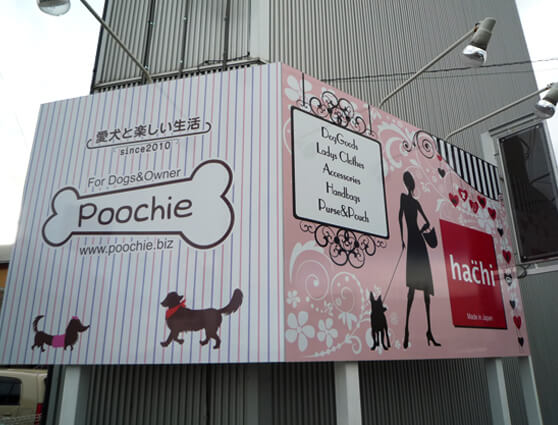 愛犬と楽しい生活
since2010
For Dogs&Owner
Poochie
www.poochie.biz
DogGoods
Ladys Clothes
Accessories
Handbags
Purse&Pouch
hachi
Made in Japan